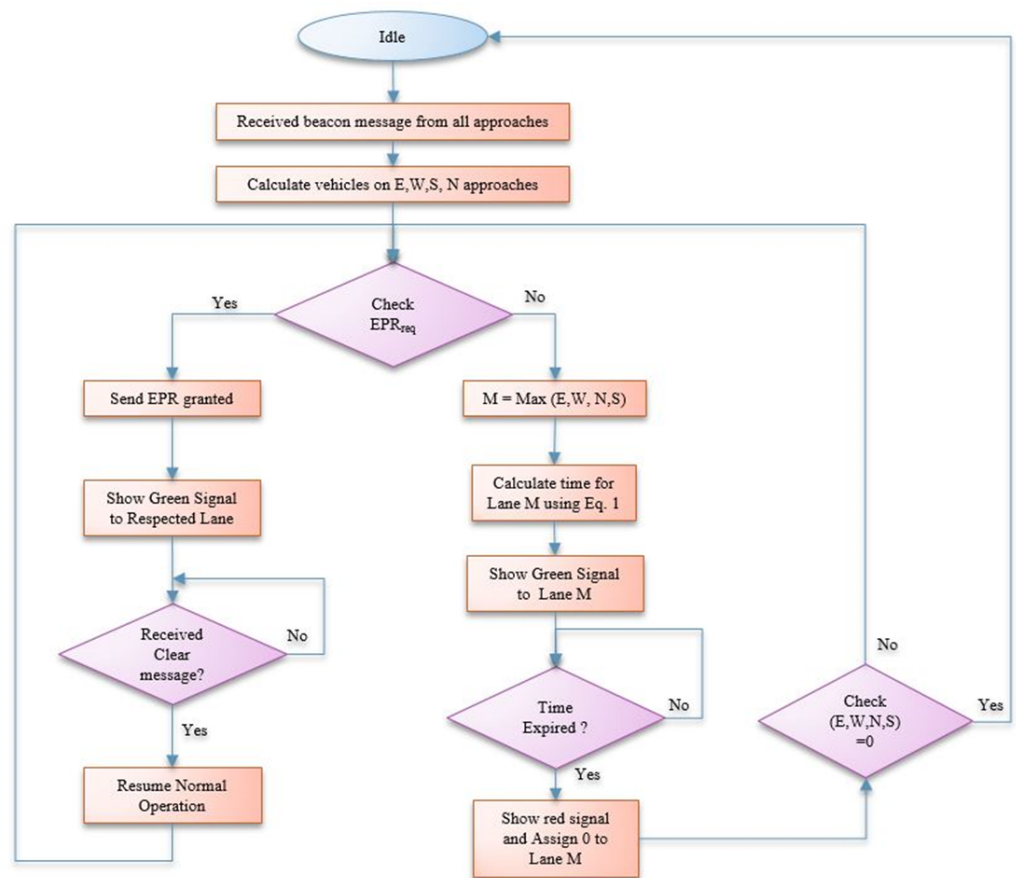 Idle
Received beacon message from all approaches
Calculate vehicles on E,W,S, N approaches
Check
EPRreq
Yes
No
Send EPR granted
Show Green Signal
to Respected Lane
Received
Clear
message?
No
Yes
Resume Normal
Operation
M = Max (E,W, N,S)
Calculate time for
Lane M using Eq. 1
Show Green Signal
to Lane M
Time
Expired ?
No
Yes
Show red signal
and Assign 0 to
Lane M
Check
(E,W,N,S)
=0
No
Yes